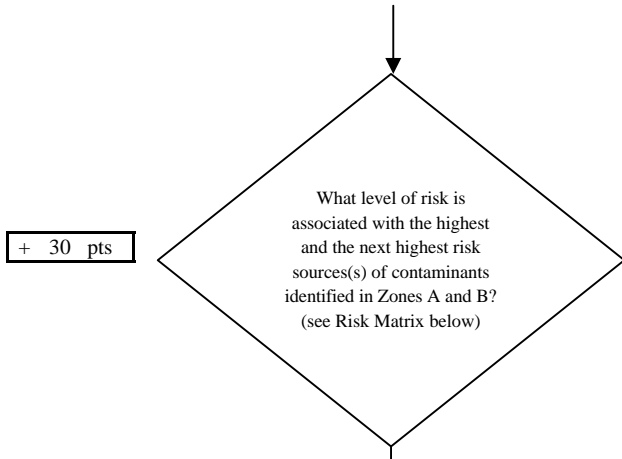 What level of risk is
associated with the highest
and the next highest risk
sources(s) of contaminants
identified in Zones A and B?
(see Risk Matrix below)
+ 30 pts